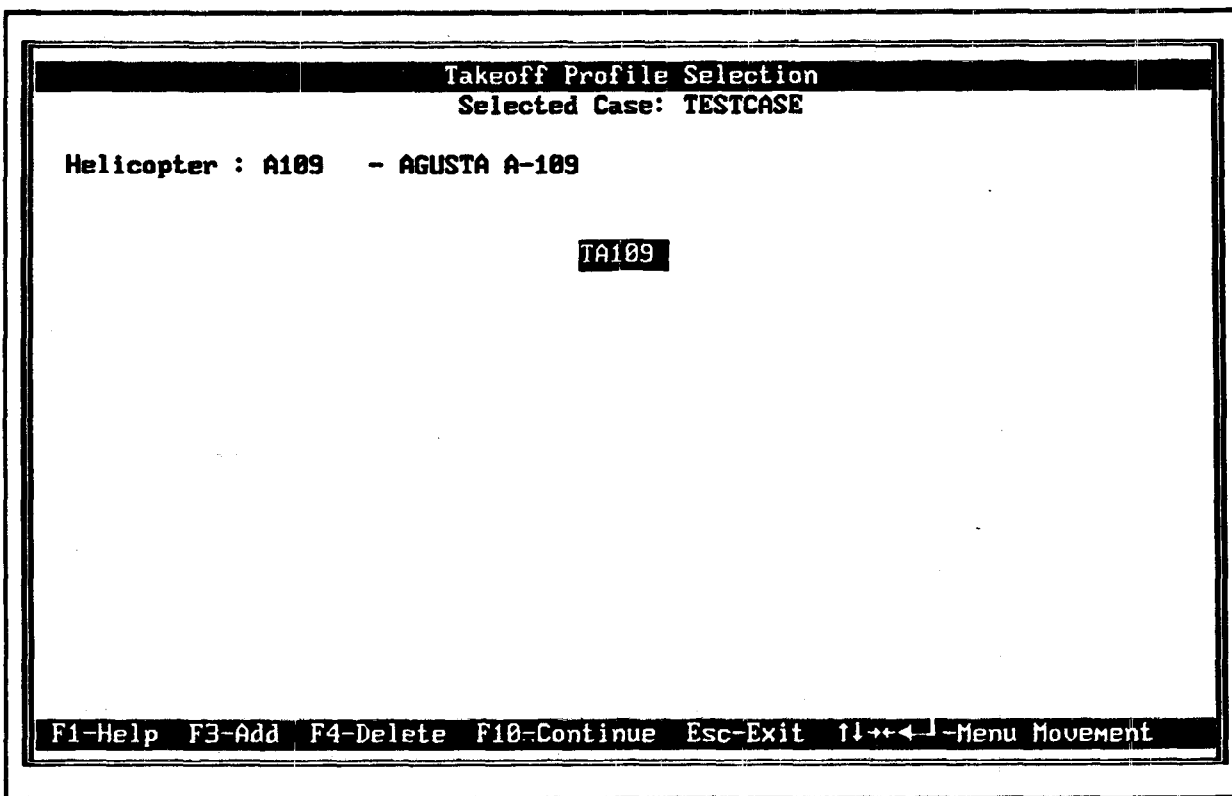 Takeoff Profile Selection
Selected Case: TESTCASE
Helicopter : A109 - AGUSTA A-109
TA109
F1-Help F3-Add F4-Delete F10-Continue Esc-Exit ↑↓→←◄┘-Menu Movement